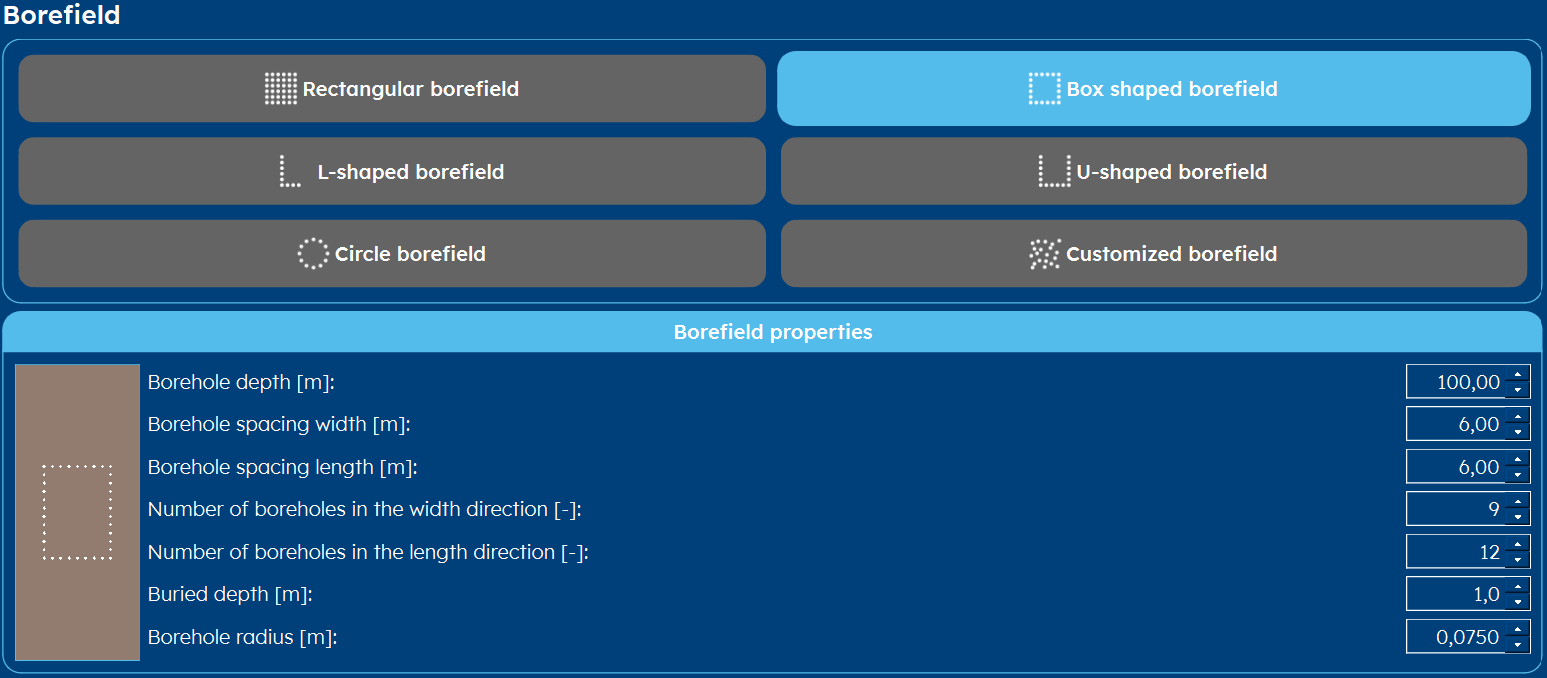 Borefield
Rectangular borefield
Box shaped borefield
L-shaped borefield
U-shaped borefield
Circle borefield
Customized borefield
Borefield properties
Borehole depth [m]: 100,00
Borehole spacing width [m]: 6,00
Borehole spacing length [m]: 6,00
Number of boreholes in the width direction [-]: 9
Number of boreholes in the length direction [-]: 12
Buried depth [m]: 1,0
Borehole radius [m]: 0,0750